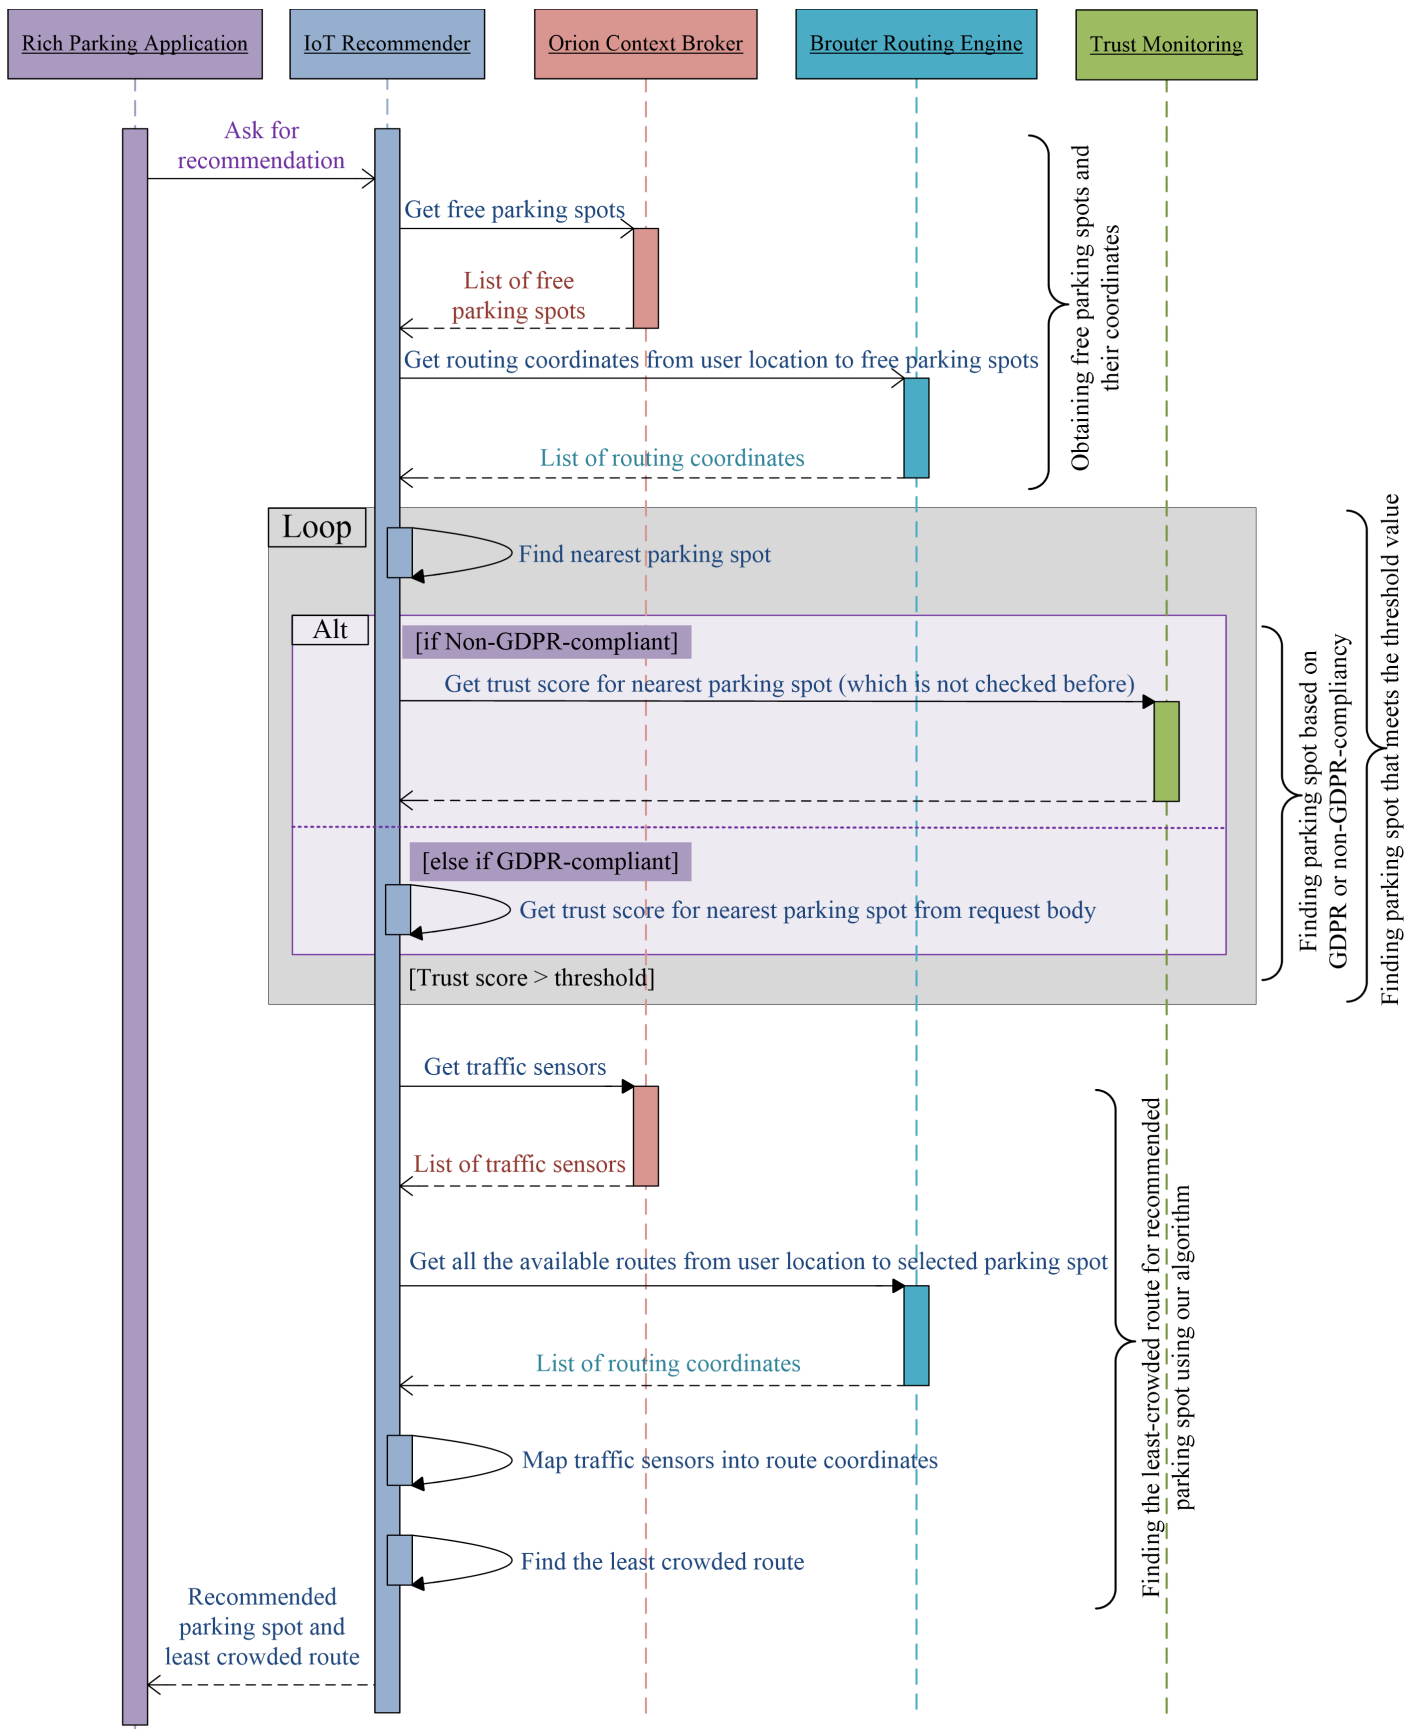 Rich Parking Application
IoT Recommender
Orion Context Broker
Brouter Routing Engine
Trust Monitoring
Ask for
recommendation
Get free parking spots
List of free
parking spots
Get routing coordinates from user location to free parking spots
List of routing coordinates
Obtaining free parking spots and
their coordinates
Loop
Find nearest parking spot
Alt
[if Non-GDPR-compliant]
Get trust score for nearest parking spot (which is not checked before)
[else if GDPR-compliant]
Get trust score for nearest parking spot from request body
[Trust score > threshold]
Finding parking spot based on
GDPR or non-GDPR-compliancy
Finding parking spot that meets the threshold value
Get traffic sensors
List of traffic sensors
Get all the available routes from user location to selected parking spot
List of routing coordinates
Map traffic sensors into route coordinates
Find the least crowded route
Finding the least-crowded route for recommended
parking spot using our algorithm
Recommended
parking spot and
least crowded route